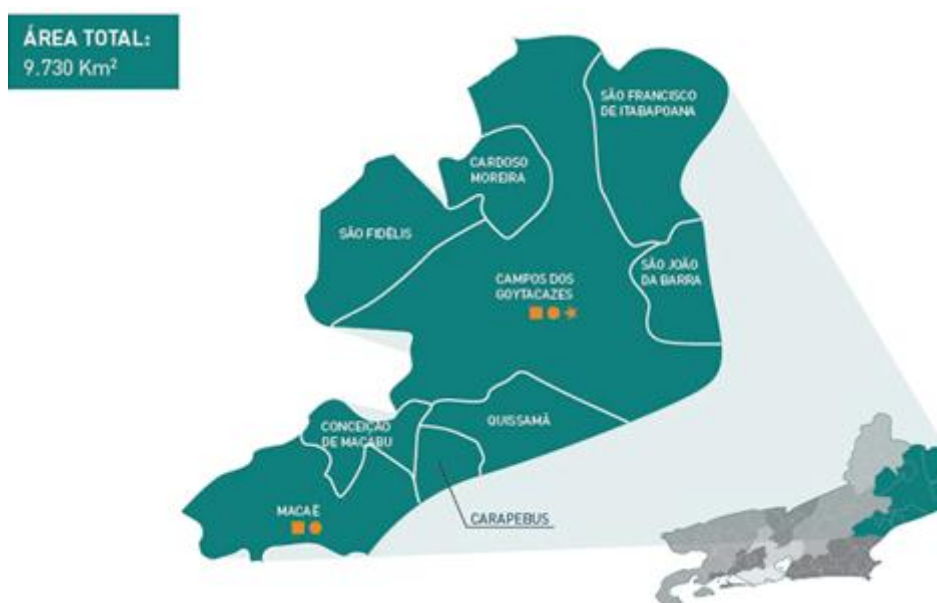 ÁREA TOTAL:
9.730 Km²
SÃO FRANCISCO
DE ITABAPOANA
CARDOSO
MOREIRA
SÃO FIDÉLIS
SÃO JOÃO
DA BARRA
CAMPOS DOS
GOYTACAZES
CONCEIÇÃO
DE MACABU
QUISSAMÃ
MACAÉ
CARAPEBUS